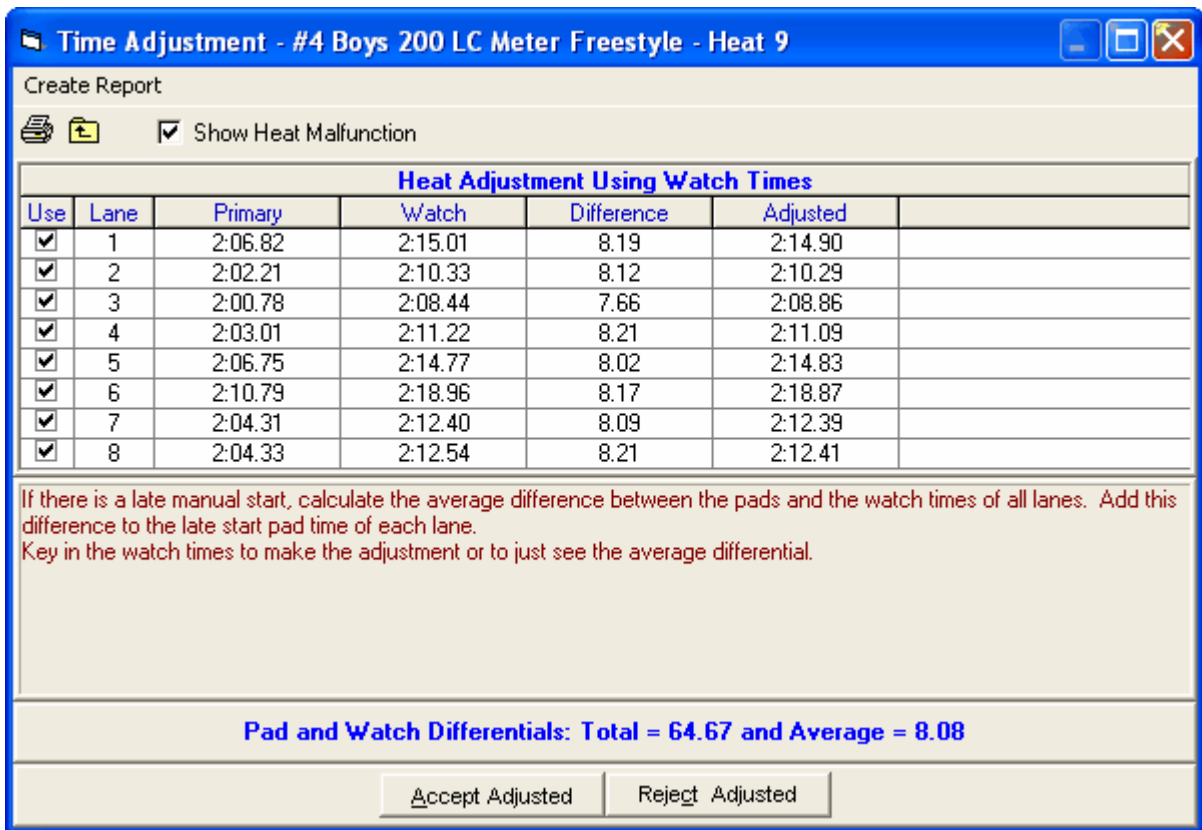 Time Adjustment - #4 Boys 200 LC Meter Freestyle - Heat 9
Create Report
Show Heat Malfunction
Heat Adjustment Using Watch Times
Use Lane Primary Watch Difference Adjusted
1 2:06.82 2:15.01 8.19 2:14.90
2 2:02.21 2:10.33 8.12 2:10.29
3 2:00.78 2:08.44 7.66 2:08.86
4 2:03.01 2:11.22 8.21 2:11.09
5 2:06.75 2:14.77 8.02 2:14.83
6 2:10.79 2:18.96 8.17 2:18.87
7 2:04.31 2:12.40 8.09 2:12.39
8 2:04.33 2:12.54 8.21 2:12.41
If there is a late manual start, calculate the average difference between the pads and the watch times of all lanes.  Add this
difference to the late start pad time of each lane.
Key in the watch times to make the adjustment or to just see the average differential.
Pad and Watch Differentials: Total = 64.67 and Average = 8.08
Accept Adjusted Reject Adjusted